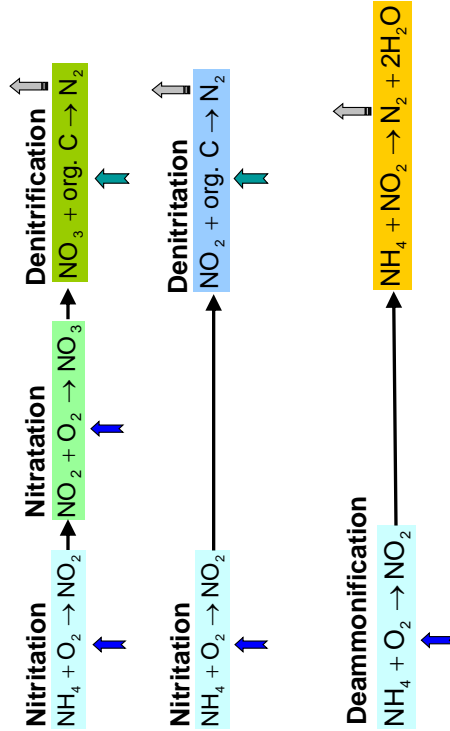 Nitritation
NH₄ + O₂ → NO₂
Nitratation
NO₂ + O₂ → NO₃
Denitrification
NO₃ + org. C → N₂
Nitritation
NH₄ + O₂ → NO₂
Denitritation
NO₂ + org. C → N₂
Deammonification
NH₄ + O₂ → NO₂
NH₄ + NO₂ → N₂ + 2H₂O